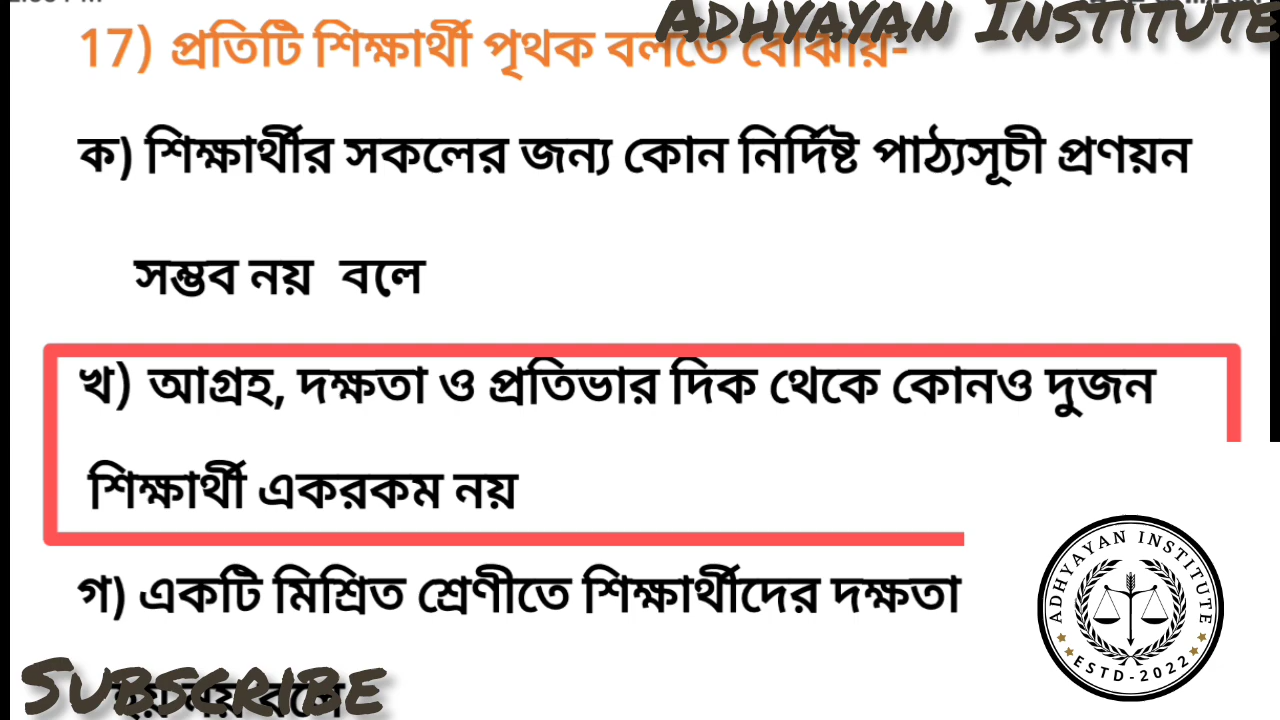 ADHYAYAN INSTITUTE
17) প্রতিটি শিক্ষার্থী পৃথক বলতে বোঝায়-
ক) শিক্ষার্থীর সকলের জন্য কোন নির্দিষ্ট পাঠ্যসূচী প্রণয়ন
সম্ভব নয় বলে
খ) আগ্রহ, দক্ষতা ও প্রতিভার দিক থেকে কোনও দুজন
শিক্ষার্থী একরকম নয়
গ) একটি মিশ্রিত শ্রেণীতে শিক্ষার্থীদের দক্ষতা
ADHYAYAN INSTITUTE
ESTD-2022
SUBSCRIBE